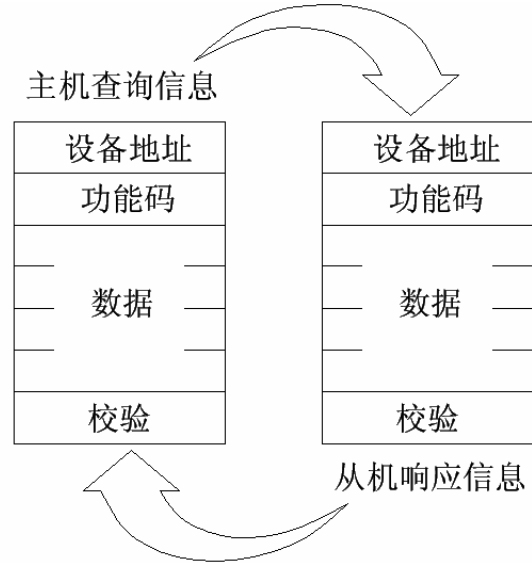 主机查询信息
设备地址
功能码
数据
校验
设备地址
功能码
数据
校验
从机响应信息